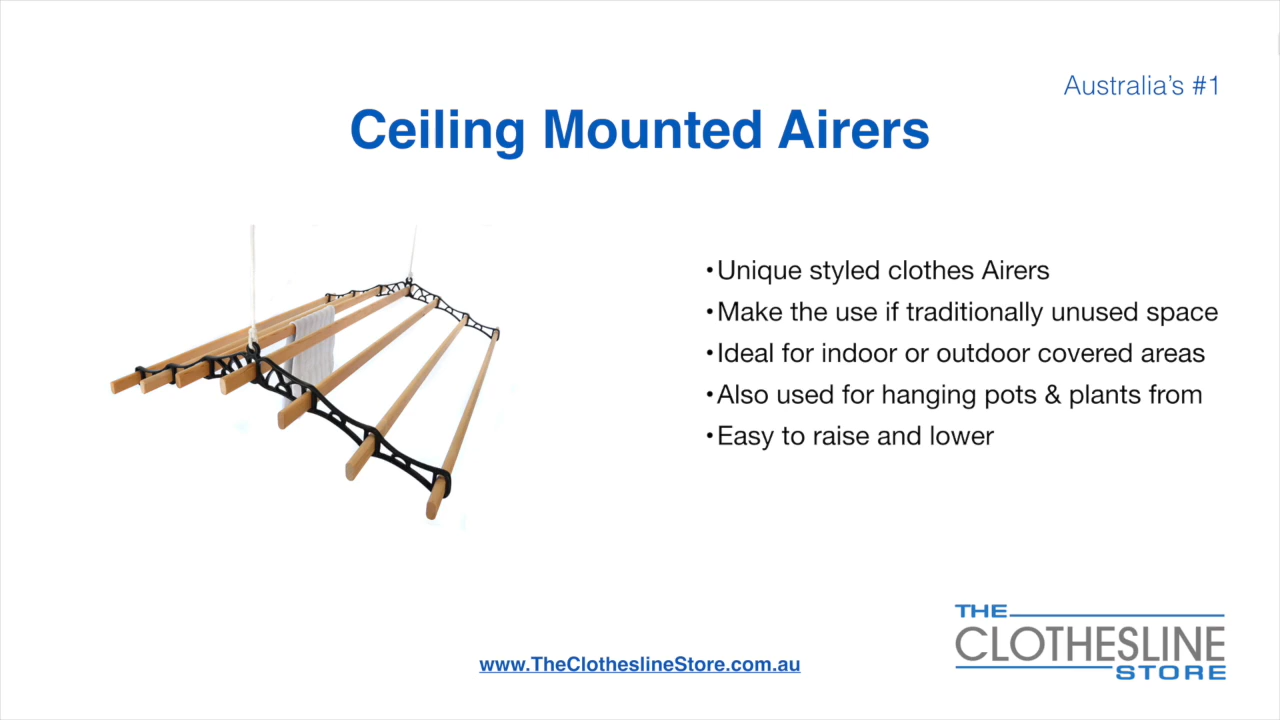 Australia's #1
Ceiling Mounted Airers
•Unique styled clothes Airers
•Make the use if traditionally unused space
•Ideal for indoor or outdoor covered areas
•Also used for hanging pots & plants from
•Easy to raise and lower
THE
CLOTHESLINE
STORE
www.TheClotheslineStore.com.au